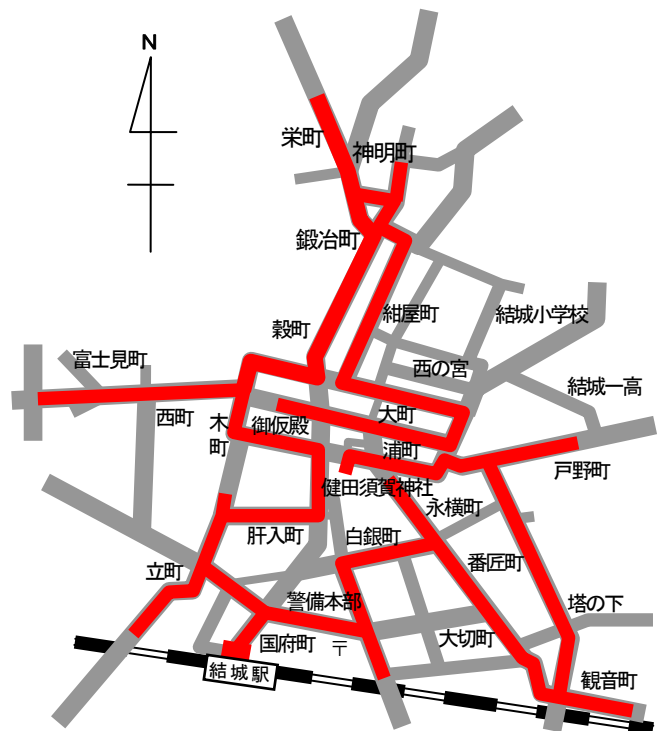 N
栄町
神明町
鍛冶町
紺屋町
結城小学校
穀町
富士見町
西の宮
結城一高
西町
木町
御仮殿
大町
浦町
戸野町
健田須賀神社
永横町
肝入町
白銀町
番匠町
立町
警備本部
塔の下
国府町
〒
大切町
結城駅
観音町